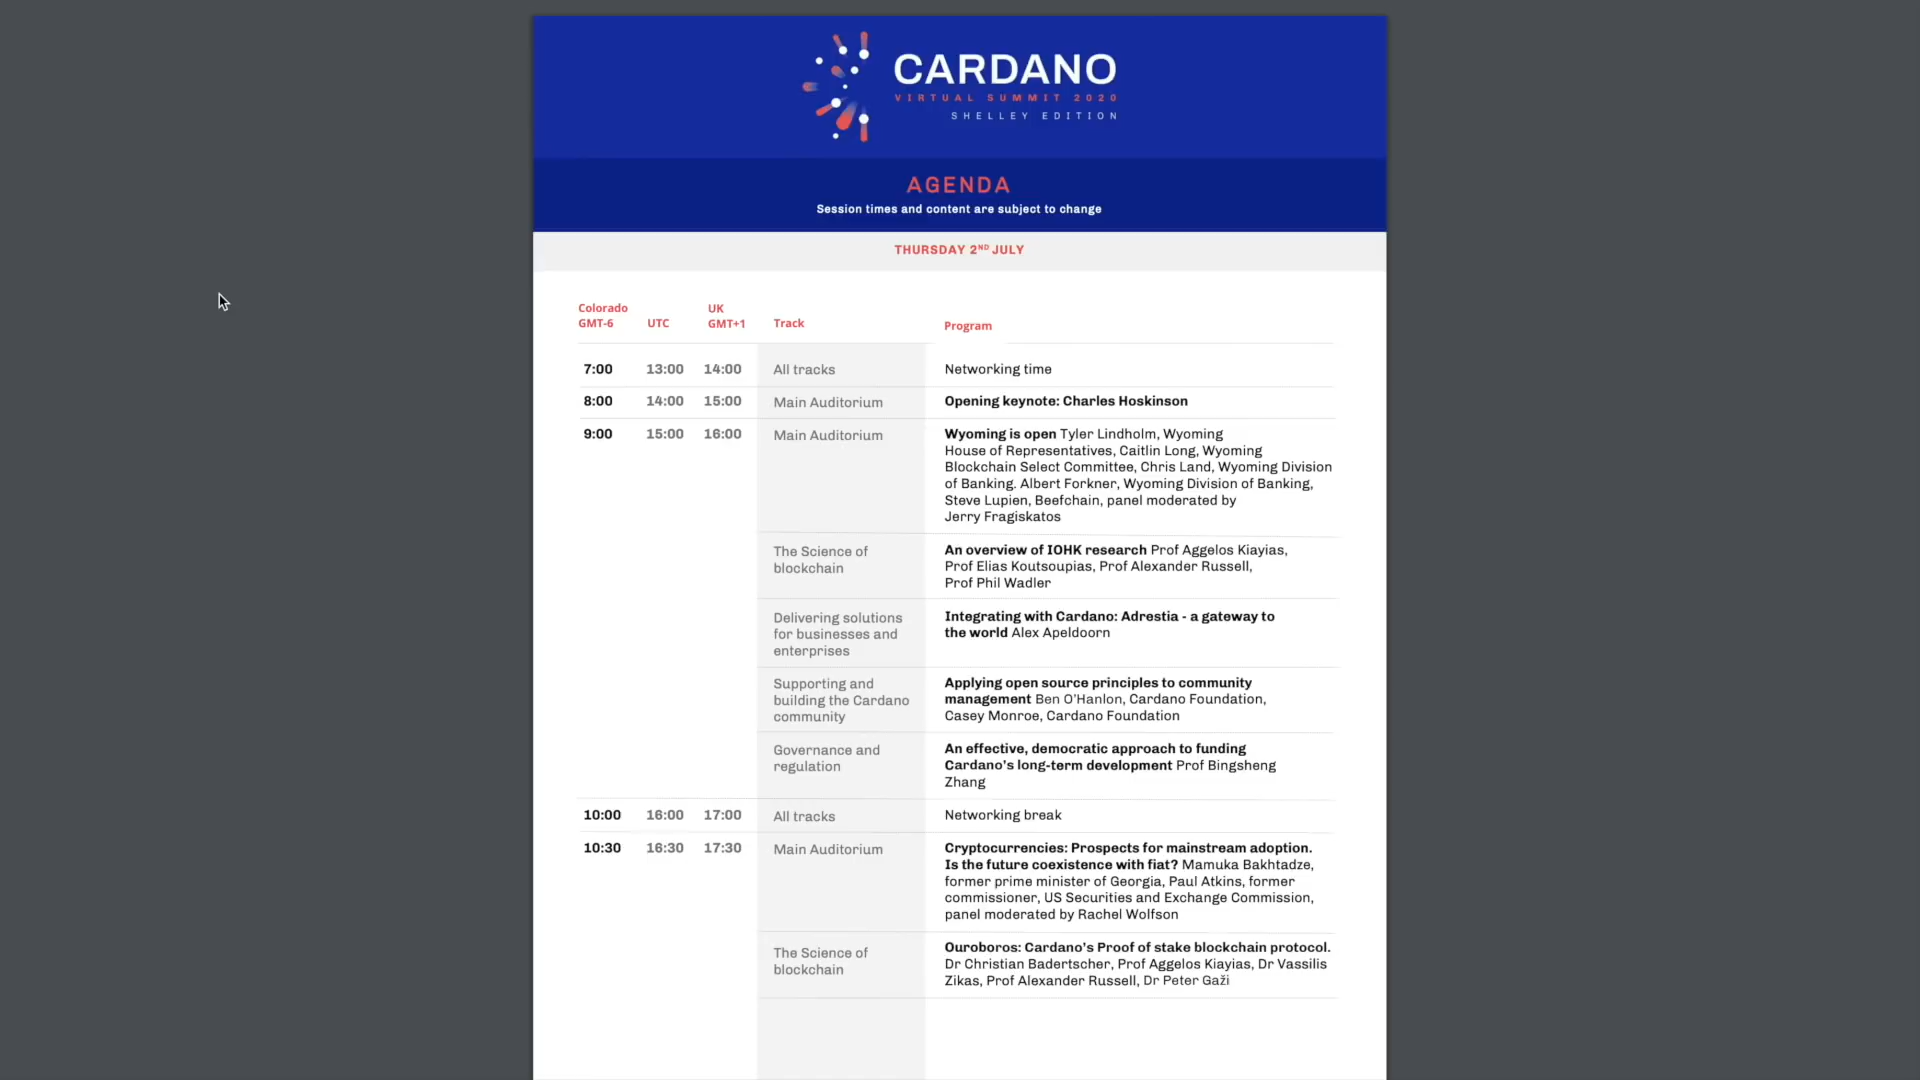 CARDANO
VIRTUAL SUMMIT 2020
SHELLEY EDITION
AGENDA
Session times and content are subject to change
THURSDAY 2ND JULY
Colorado GMT-6 UTC UK GMT+1 Track Program
7:00 13:00 14:00 All tracks Networking time
8:00 14:00 15:00 Main Auditorium Opening keynote: Charles Hoskinson
9:00 15:00 16:00 Main Auditorium Wyoming is open Tyler Lindholm, Wyoming
House of Representatives, Caitlin Long, Wyoming
Blockchain Select Committee, Chris Land, Wyoming Division
of Banking. Albert Forkner, Wyoming Division of Banking,
Steve Lupien, Beefchain, panel moderated by
Jerry Fragiskatos
The Science of
blockchain
An overview of IOHK research Prof Aggelos Kiayias,
Prof Elias Koutsoupias, Prof Alexander Russell,
Prof Phil Wadler
Delivering solutions
for businesses and
enterprises
Integrating with Cardano: Adrestia - a gateway to
the world Alex Apeldoorn
Supporting and
building the Cardano
community
Applying open source principles to community
management Ben O'Hanlon, Cardano Foundation,
Casey Monroe, Cardano Foundation
Governance and
regulation
An effective, democratic approach to funding
Cardano's long-term development Prof Bingsheng
Zhang
10:00 16:00 17:00 All tracks Networking break
10:30 16:30 17:30 Main Auditorium Cryptocurrencies: Prospects for mainstream adoption.
Is the future coexistence with fiat? Mamuka Bakhtadze,
former prime minister of Georgia, Paul Atkins, former
commissioner, US Securities and Exchange Commission,
panel moderated by Rachel Wolfson
The Science of
blockchain
Ouroboros: Cardano's Proof of stake blockchain protocol.
Dr Christian Badertscher, Prof Aggelos Kiayias, Dr Vassilis
Zikas, Prof Alexander Russell, Dr Peter Gaži